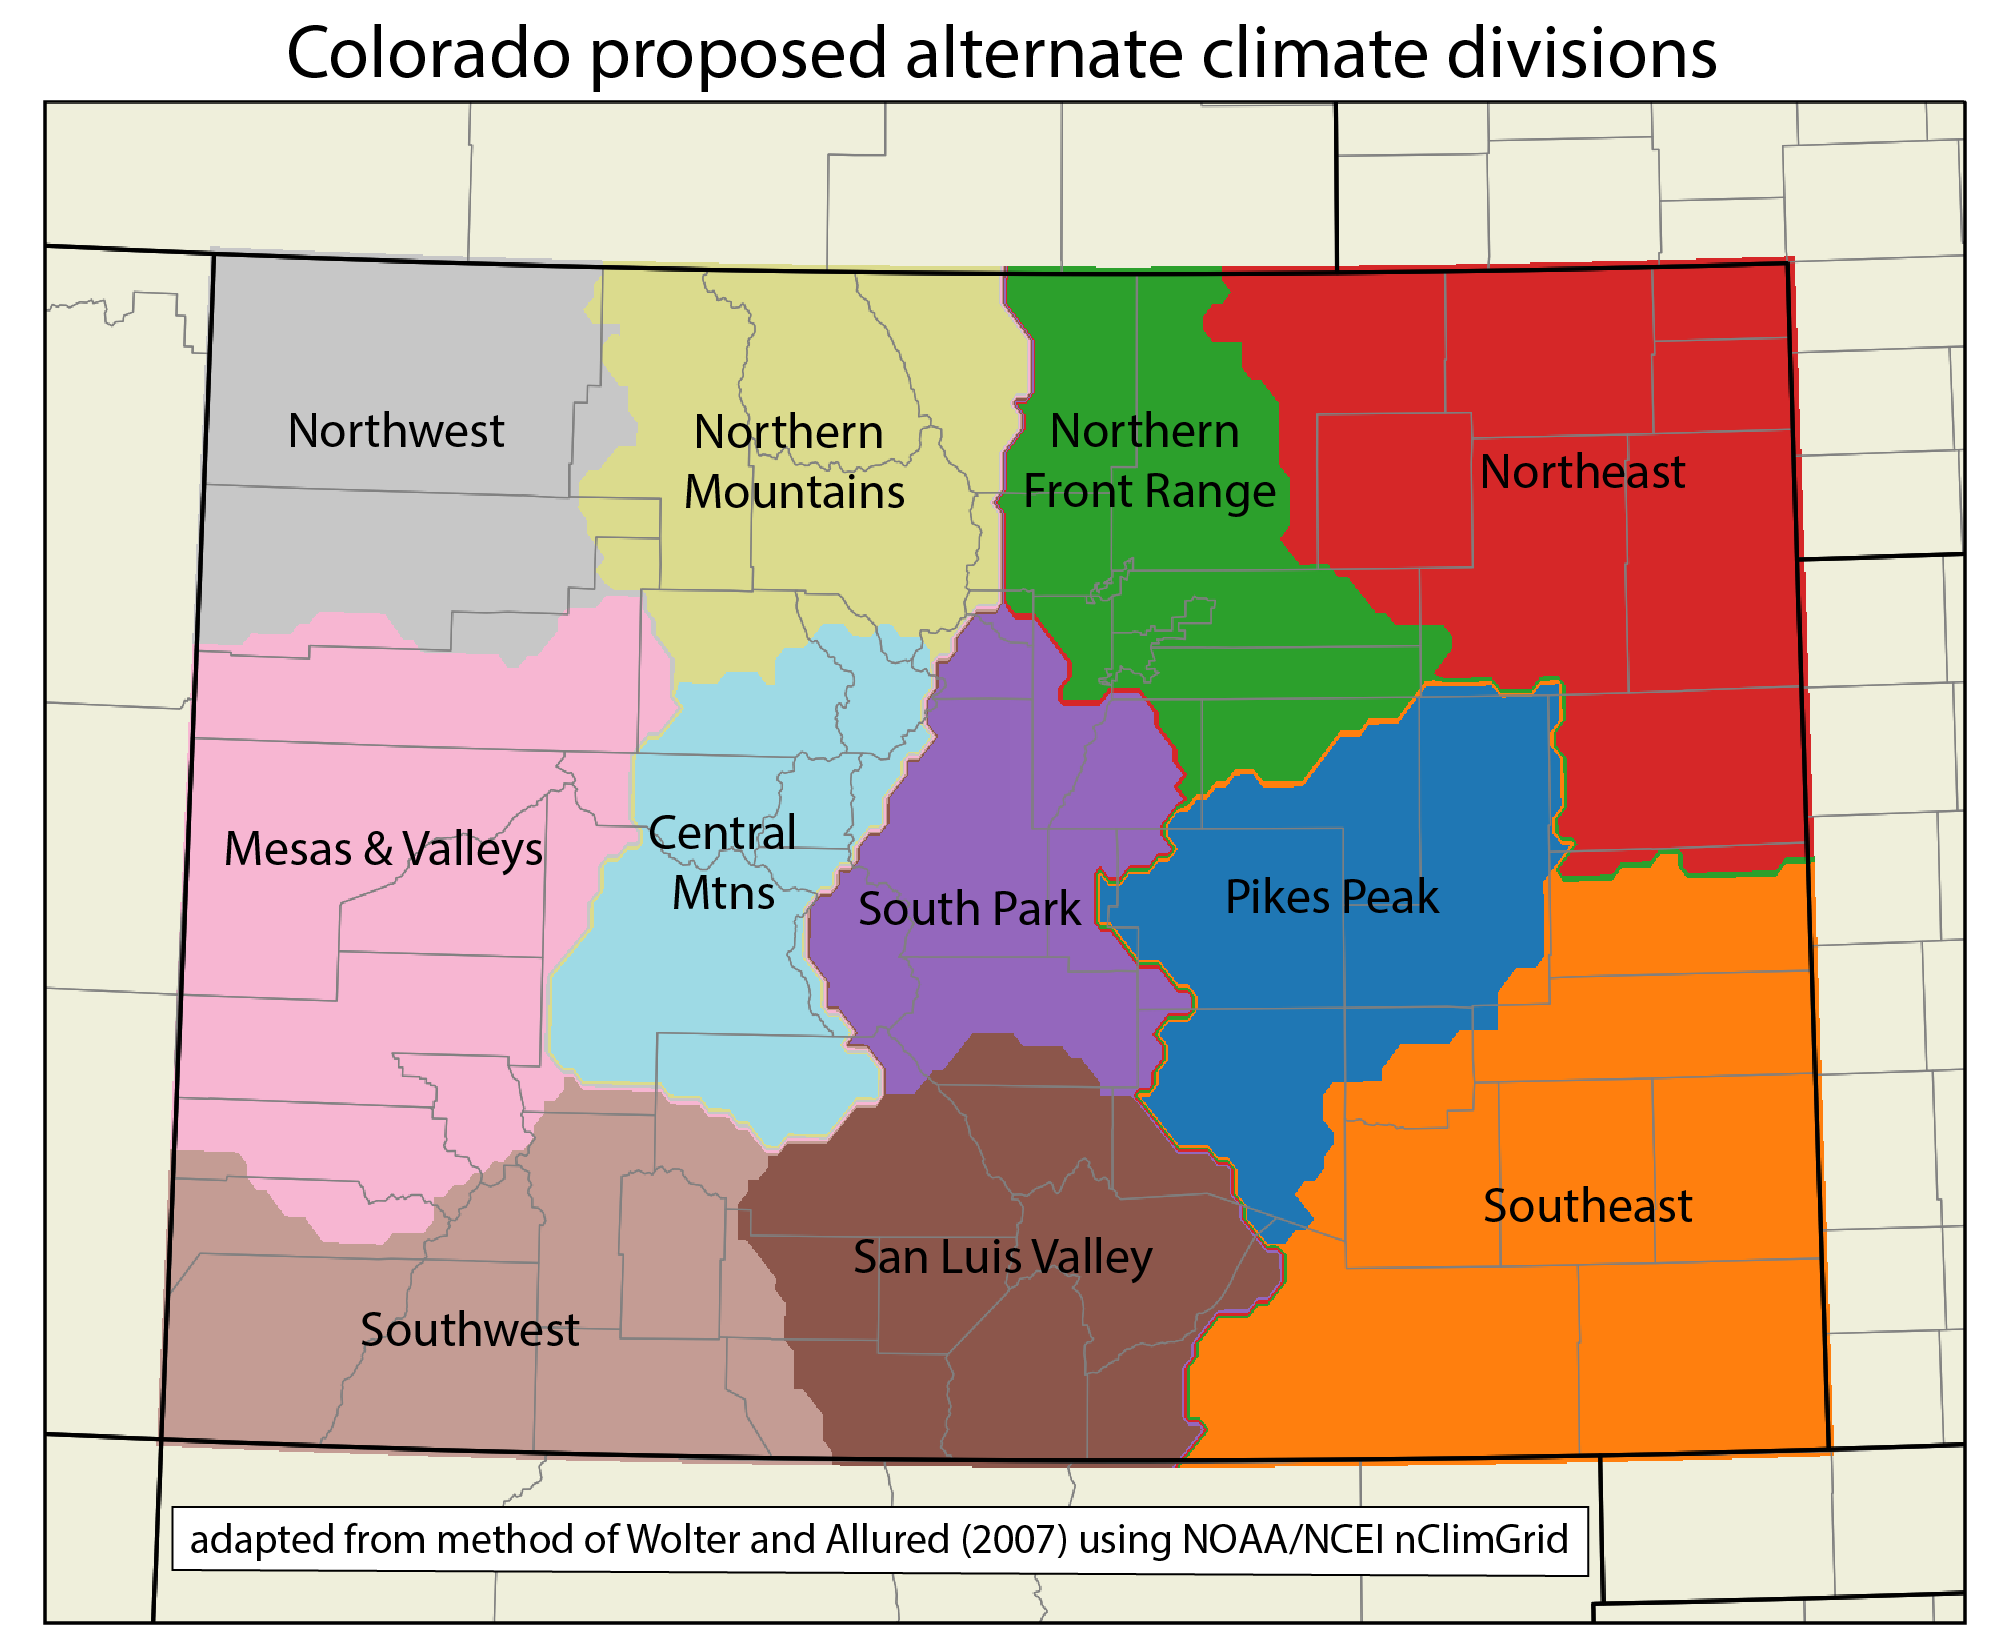 Colorado proposed alternate climate divisions
Northwest
Northern
Mountains
Northern
Front Range
Northeast
Mesas & Valleys
Central
Mtns
South Park
Pikes Peak
Southeast
San Luis Valley
Southwest
adapted from method of Wolter and Allured (2007) using NOAA/NCEI nClimGrid